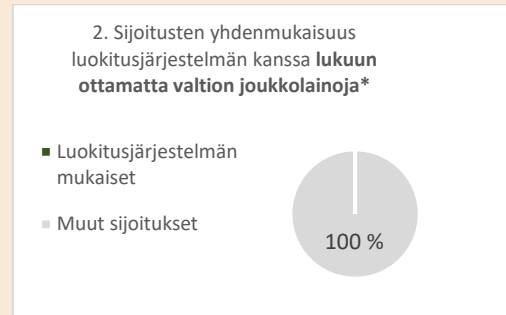 2. Sijoitusten yhdenmukaisuus
luokitusjärjestelmän kanssa lukuun
ottamatta valtion joukkolainoja*
Luokitusjärjestelmän
mukaiset
Muut sijoitukset
100 %